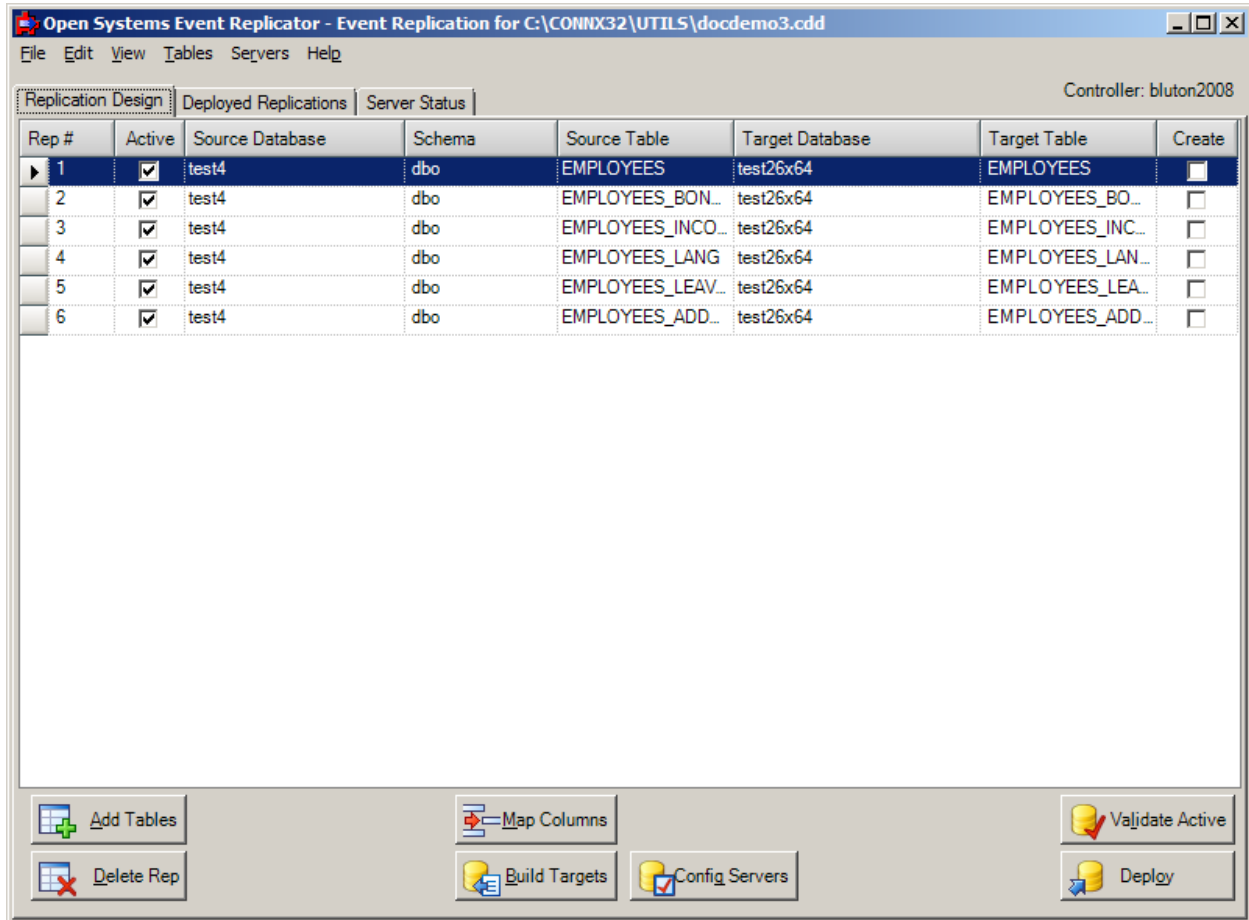 Open Systems Event Replicator - Event Replication for C:\CONNX32\UTILS\docdemo3.cdd
File Edit View Tables Servers Help
Replication Design Deployed Replications Server Status Controller: bluton2008
Rep # Active Source Database Schema Source Table Target Database Target Table Create
1 test4 dbo EMPLOYEES test26x64 EMPLOYEES
2 test4 dbo EMPLOYEES_BON... test26x64 EMPLOYEES_BO...
3 test4 dbo EMPLOYEES_INCO... test26x64 EMPLOYEES_INC...
4 test4 dbo EMPLOYEES_LANG test26x64 EMPLOYEES_LAN...
5 test4 dbo EMPLOYEES_LEAV... test26x64 EMPLOYEES_LEA...
6 test4 dbo EMPLOYEES_ADD... test26x64 EMPLOYEES_ADD...
Add Tables Map Columns Validate Active
Delete Rep Build Targets Config Servers Deploy